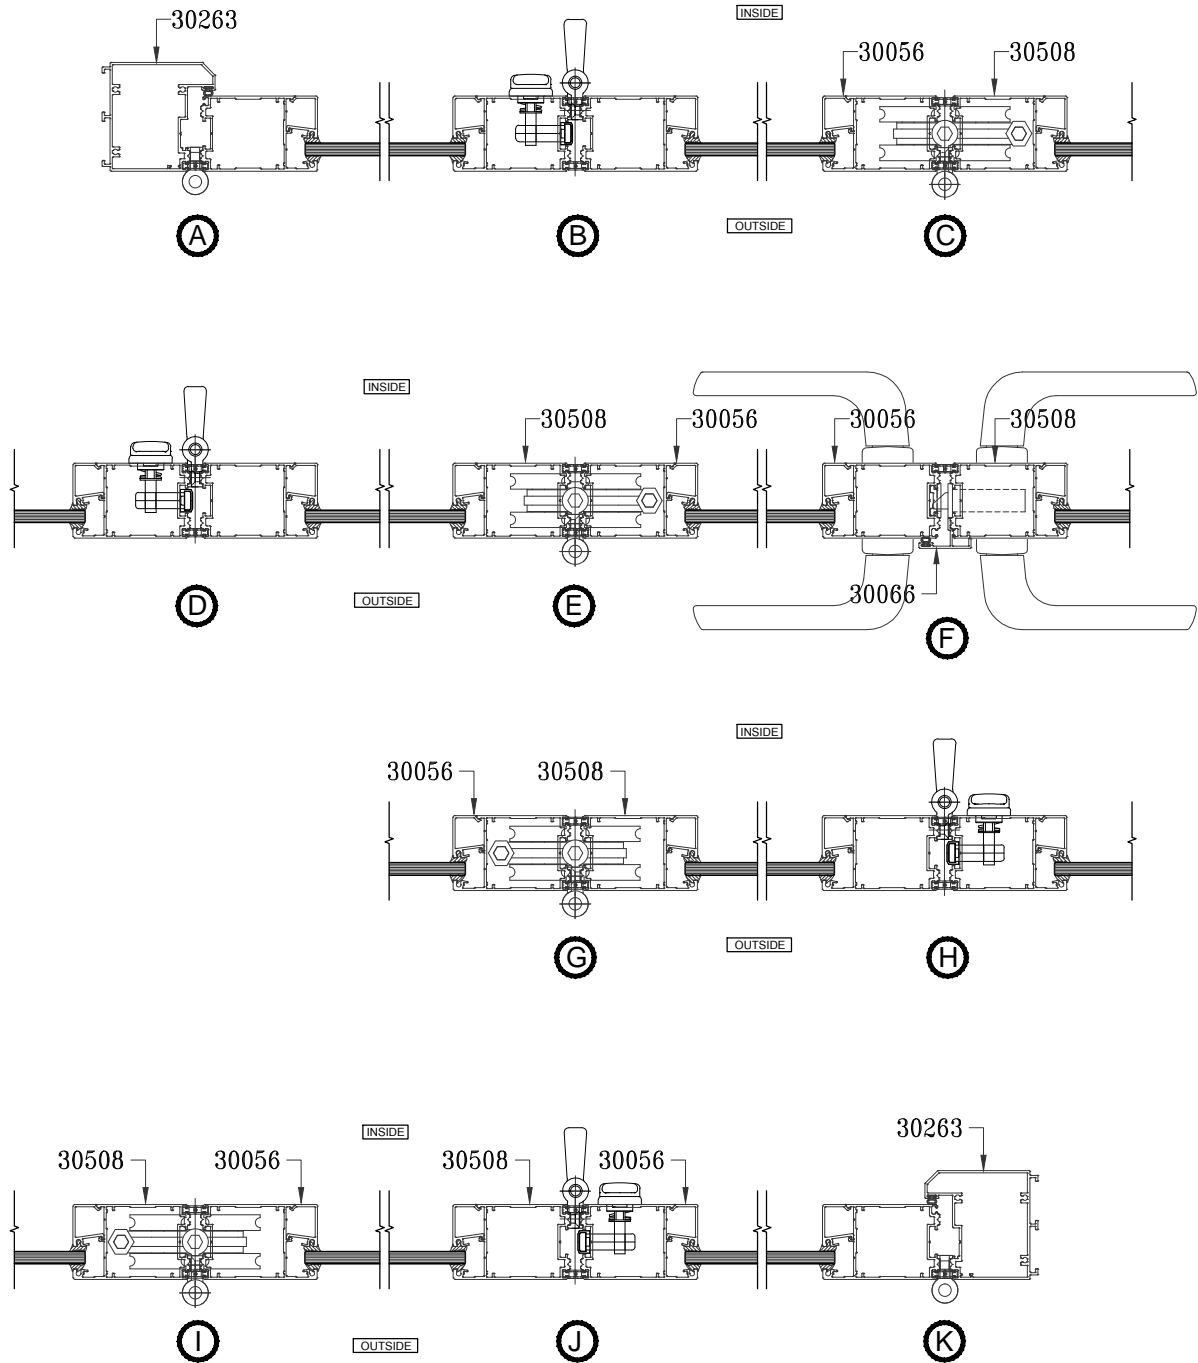 30263
INSIDE
30056
30508
OUTSIDE
A
B
C
INSIDE
30508
30056
30056
30508
30066
OUTSIDE
D
E
F
INSIDE
30056
30508
OUTSIDE
G
H
INSIDE
30263
30508
30056
30508
30056
OUTSIDE
I
J
K